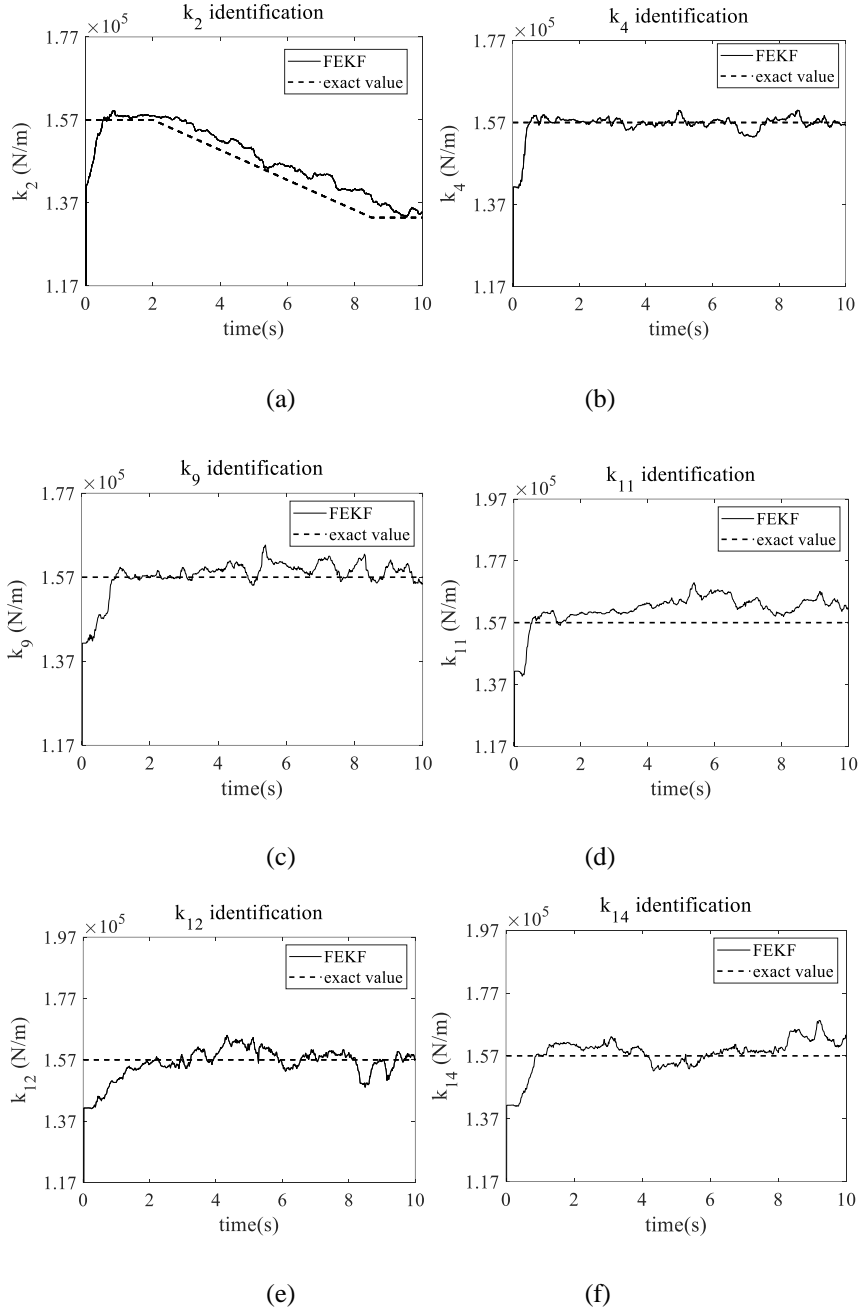 k2 identification
×10^5
1.77
1.57
1.37
1.17
k2 (N/m)
FEKF
exact value
0 2 4 6 8 10
time(s)
(a)
k4 identification
×10^5
1.77
1.57
1.37
1.17
k4 (N/m)
FEKF
exact value
0 2 4 6 8 10
time(s)
(b)
k9 identification
×10^5
1.77
1.57
1.37
1.17
k9 (N/m)
FEKF
exact value
0 2 4 6 8 10
time(s)
(c)
k11 identification
×10^5
1.97
1.77
1.57
1.37
1.17
k11 (N/m)
FEKF
exact value
0 2 4 6 8 10
time(s)
(d)
k12 identification
×10^5
1.97
1.77
1.57
1.37
1.17
k12 (N/m)
FEKF
exact value
0 2 4 6 8 10
time(s)
(e)
k14 identification
×10^5
1.97
1.77
1.57
1.37
1.17
k14 (N/m)
FEKF
exact value
0 2 4 6 8 10
time(s)
(f)